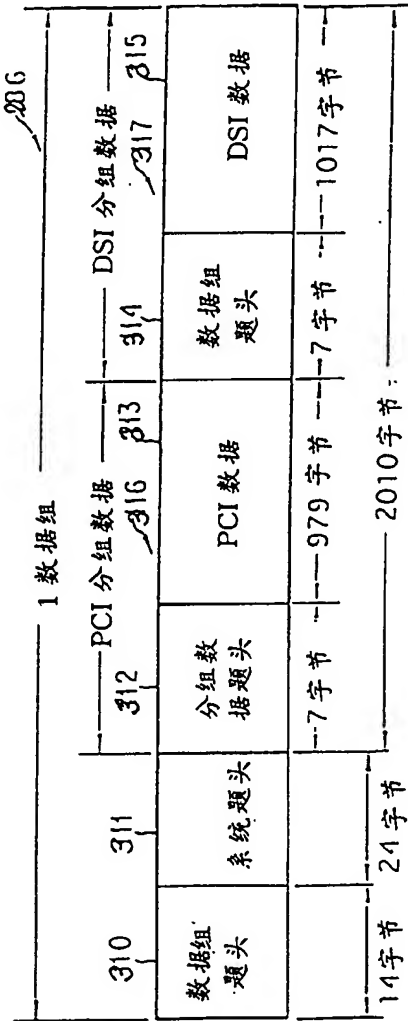 286
1 数据组
PCI 分组数据
DSI 分组数据
310
311
312
316
313
314
317
315
数据组
题头
系统题头
分组数
据题头
PCI 数据
数据组
题头
DSI 数据
7字节
979 字节
7 字节
1017字节
14字节
24字节
2010字节